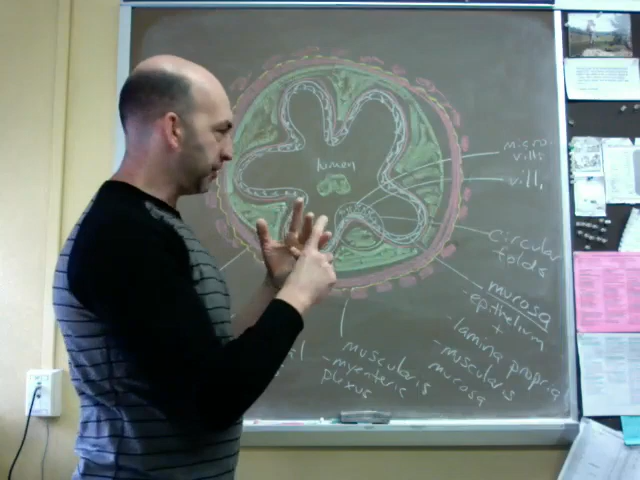 lumen
micro-
villi
villi
circular
folds
mucosa
- epithelium
+
- lamina propria
- muscularis
mucosa
muscularis
- myenteric
plexus